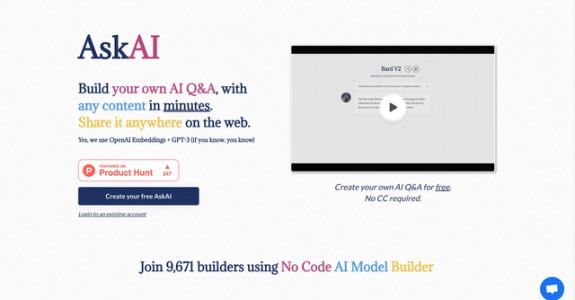 AskAI
Build your own AI Q&A, with
any content in minutes.
Share it anywhere on the web.
Yes, we use OpenAI Embeddings + GPT-3 (if you know, you know)
FEATURED ON
Product Hunt
247
Create your free AskAI
Login to an existing account
Bard V2
Create your own AI Q&A for free.
No CC required.
Join 9,671 builders using No Code AI Model Builder